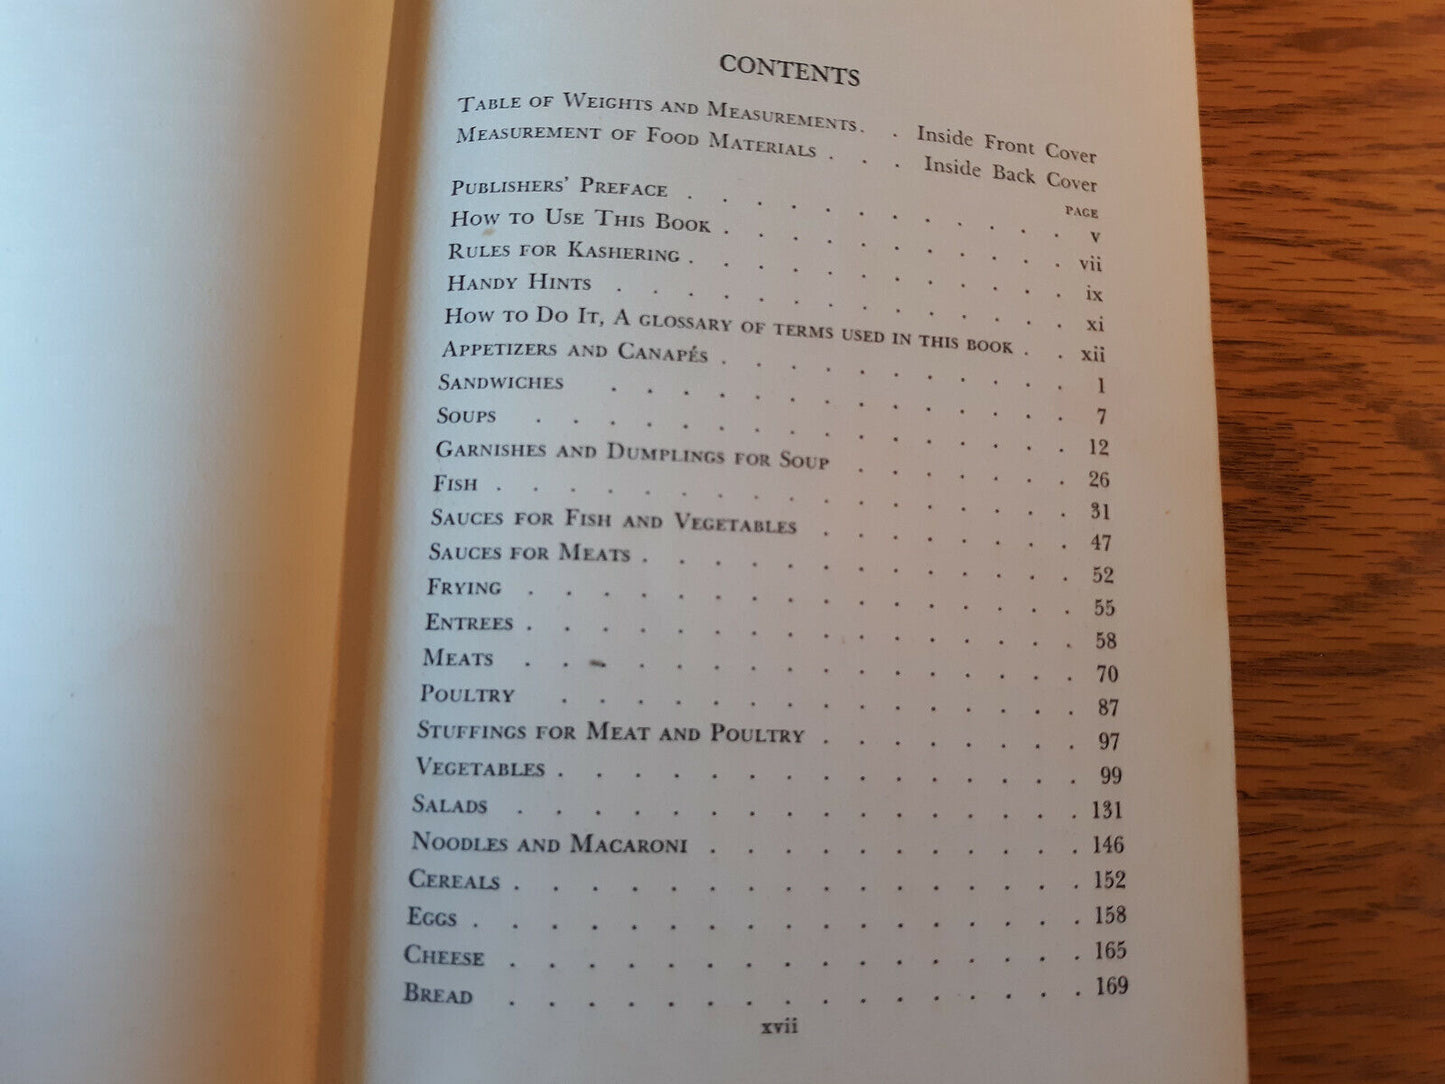 CONTENTS
TABLE OF WEIGHTS AND MEASUREMENTS . . Inside Front Cover
MEASUREMENT OF FOOD MATERIALS . . . Inside Back Cover
PAGE
PUBLISHERS' PREFACE . . . . . . . . . . . v
HOW TO USE THIS BOOK . . . . . . . . . . vii
RULES FOR KASHERING . . . . . . . . . . . ix
HANDY HINTS . . . . . . . . . . . . . xi
HOW TO DO IT, A GLOSSARY OF TERMS USED IN THIS BOOK . . xii
APPETIZERS AND CANAPÉS . . . . . . . . . . 1
SANDWICHES . . . . . . . . . . . . . 7
SOUPS . . . . . . . . . . . . . . . 12
GARNISHES AND DUMPLINGS FOR SOUP . . . . . . . 26
FISH . . . . . . . . . . . . . . . . 31
SAUCES FOR FISH AND VEGETABLES . . . . . . . 47
SAUCES FOR MEATS . . . . . . . . . . . . 52
FRYING . . . . . . . . . . . . . . . 55
ENTREES . . . . . . . . . . . . . . . 58
MEATS . . . . . . . . . . . . . . . 70
POULTRY . . . . . . . . . . . . . . 87
STUFFINGS FOR MEAT AND POULTRY . . . . . . . . 97
VEGETABLES . . . . . . . . . . . . . . 99
SALADS . . . . . . . . . . . . . . . 131
NOODLES AND MACARONI . . . . . . . . . . 146
CEREALS . . . . . . . . . . . . . . . 152
EGGS . . . . . . . . . . . . . . . . 158
CHEESE . . . . . . . . . . . . . . . 165
BREAD . . . . . . . . . . . . . . . 169
xvii